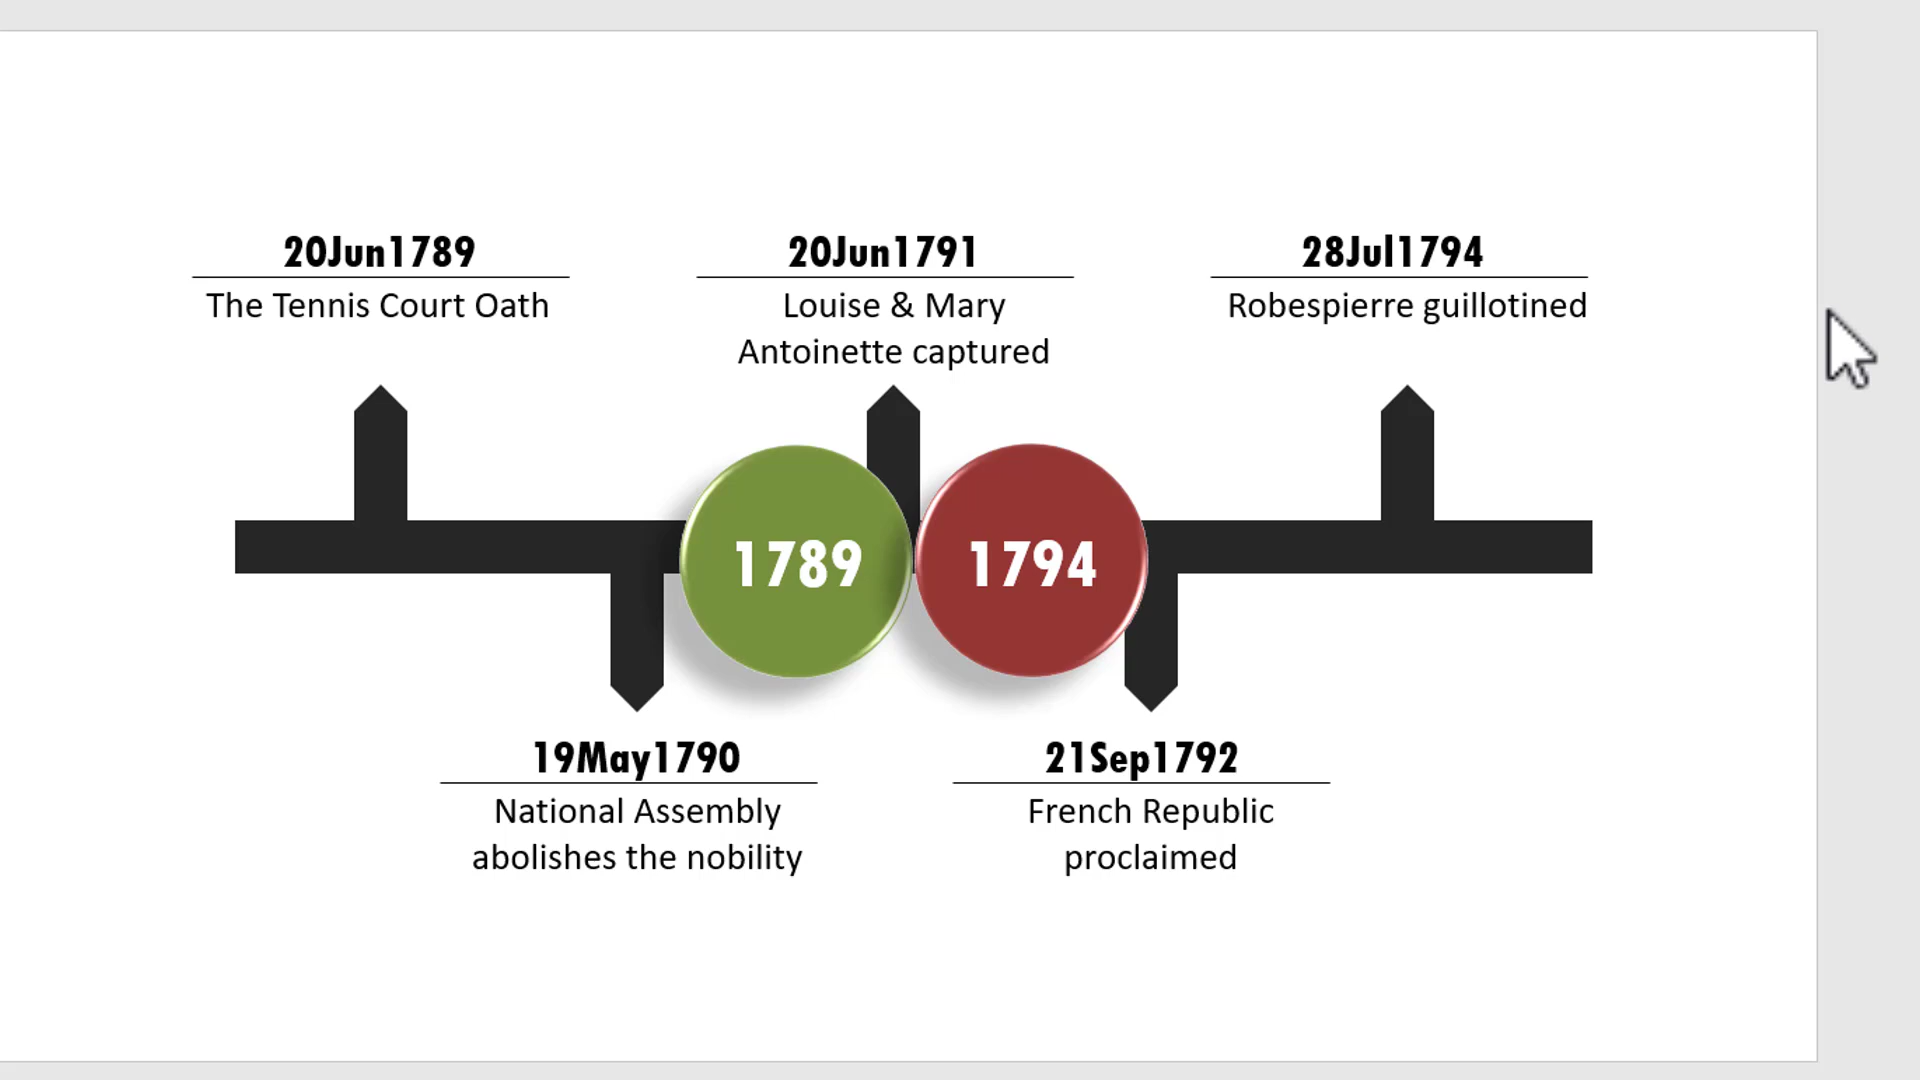 20Jun1789
The Tennis Court Oath
20Jun1791
Louise & Mary
Antoinette captured
28Jul1794
Robespierre guillotined
1789
1794
19May1790
National Assembly
abolishes the nobility
21Sep1792
French Republic
proclaimed